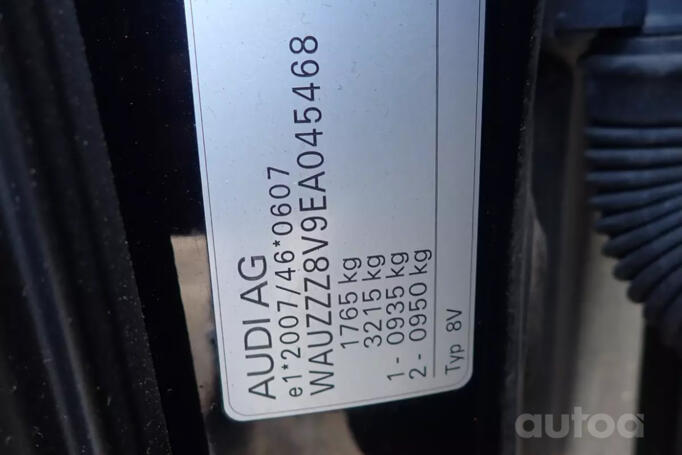 AUDI AG
e1*2007/46*0607
WAUZZZ8V9EA045468
1765 kg
3215 kg
1- 0935 kg
2- 0950 kg
Typ 8V
autoa